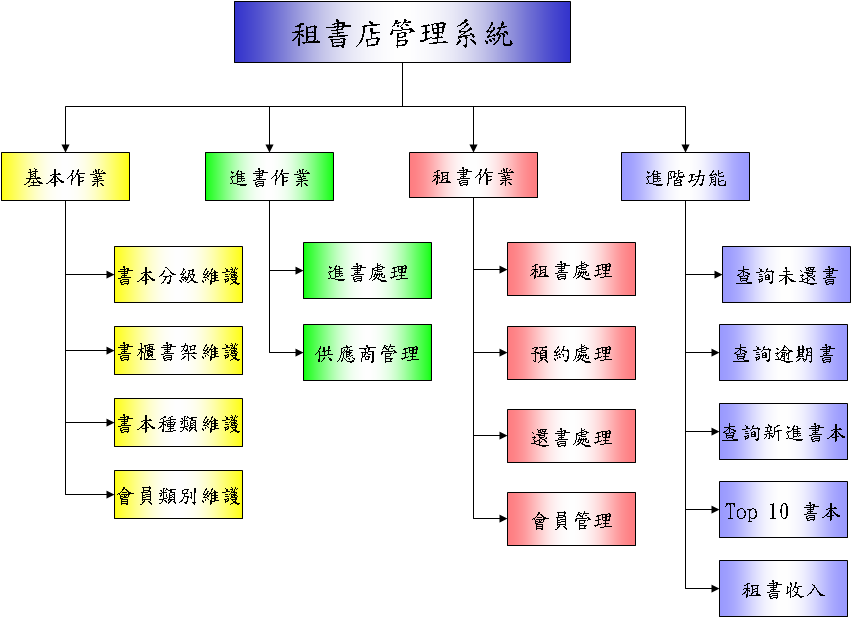 租書店管理系統
基本作業
進書作業
租書作業
進階功能
書本分級維護
書櫃書架維護
書本種類維護
會員類別維護
進書處理
供應商管理
租書處理
預約處理
還書處理
會員管理
查詢未還書
查詢逾期書
查詢新進書本
Top 10 書本
租書收入